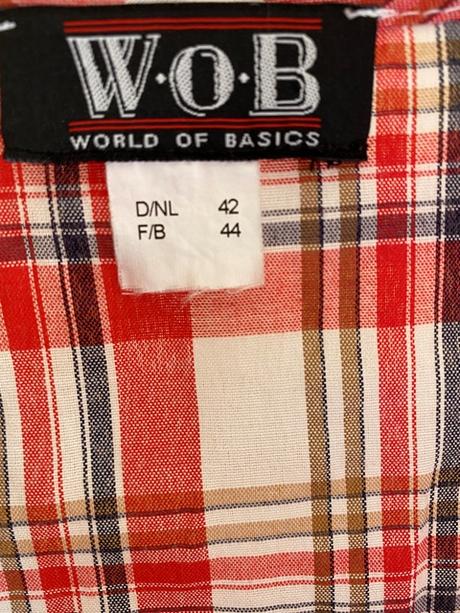 W·O·B
WORLD OF BASICS
D/NL 42
F/B 44